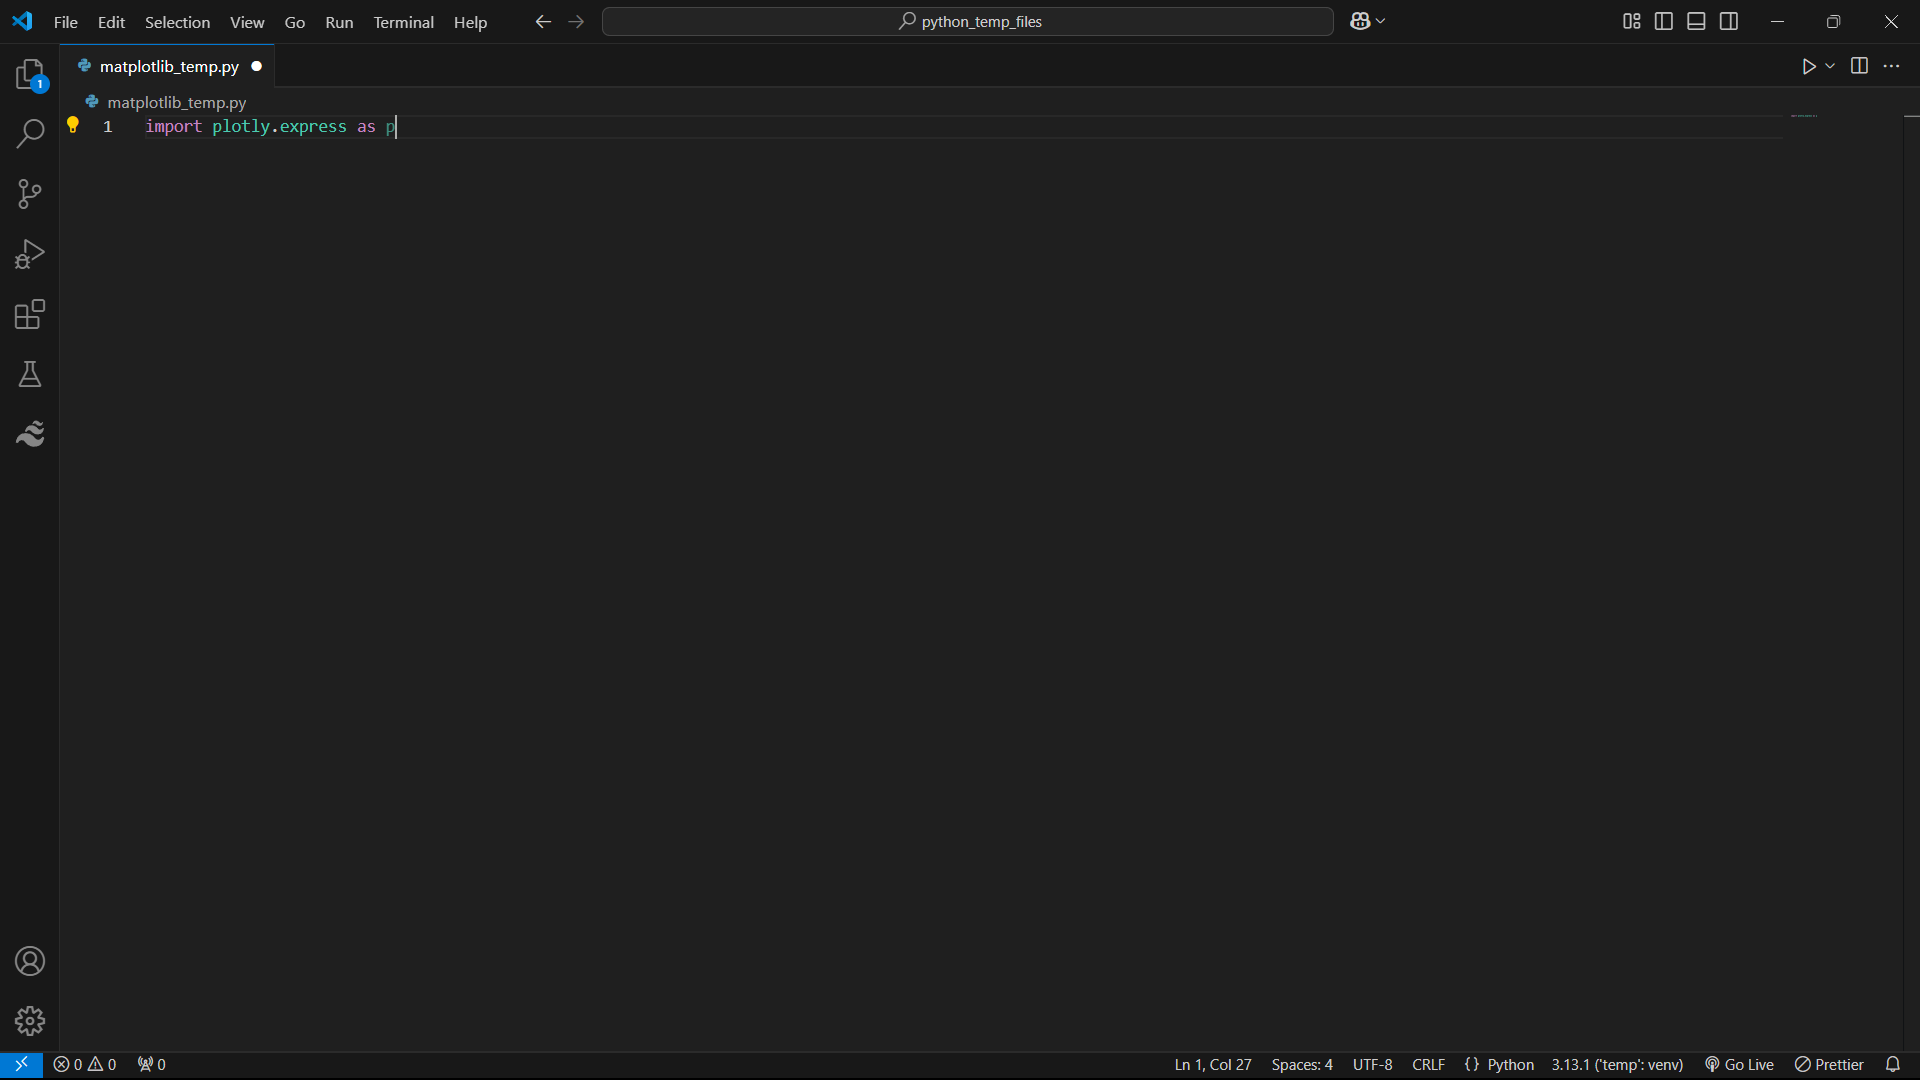 File Edit Selection View Go Run Terminal Help python_temp_files
1
matplotlib_temp.py
matplotlib_temp.py
1 import plotly.express as p
0 0 0 Ln 1, Col 27 Spaces: 4 UTF-8 CRLF {} Python 3.13.1 ('temp': venv) Go Live Prettier